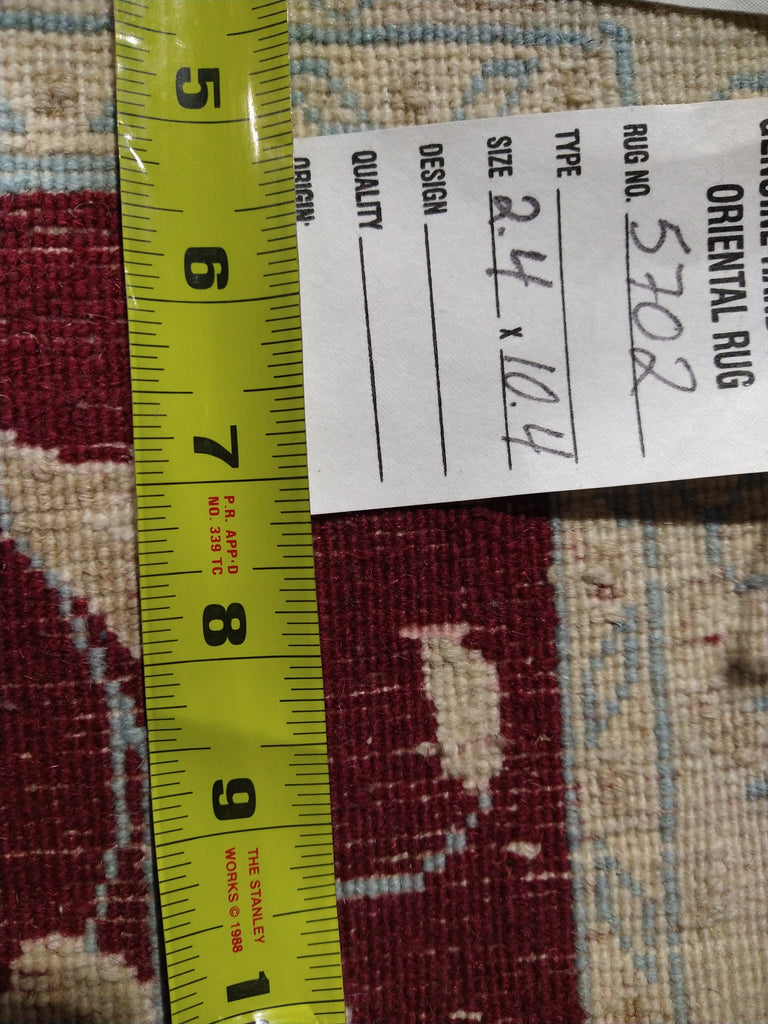 ORIENTAL RUG
RUG NO. 5702
TYPE
SIZE 2.4 x 10.4
DESIGN
QUALITY
ORIGIN:
5
6
7
P.R. APP'D
NO. 339 TC
8
9
THE STANLEY
WORKS © 1988
1